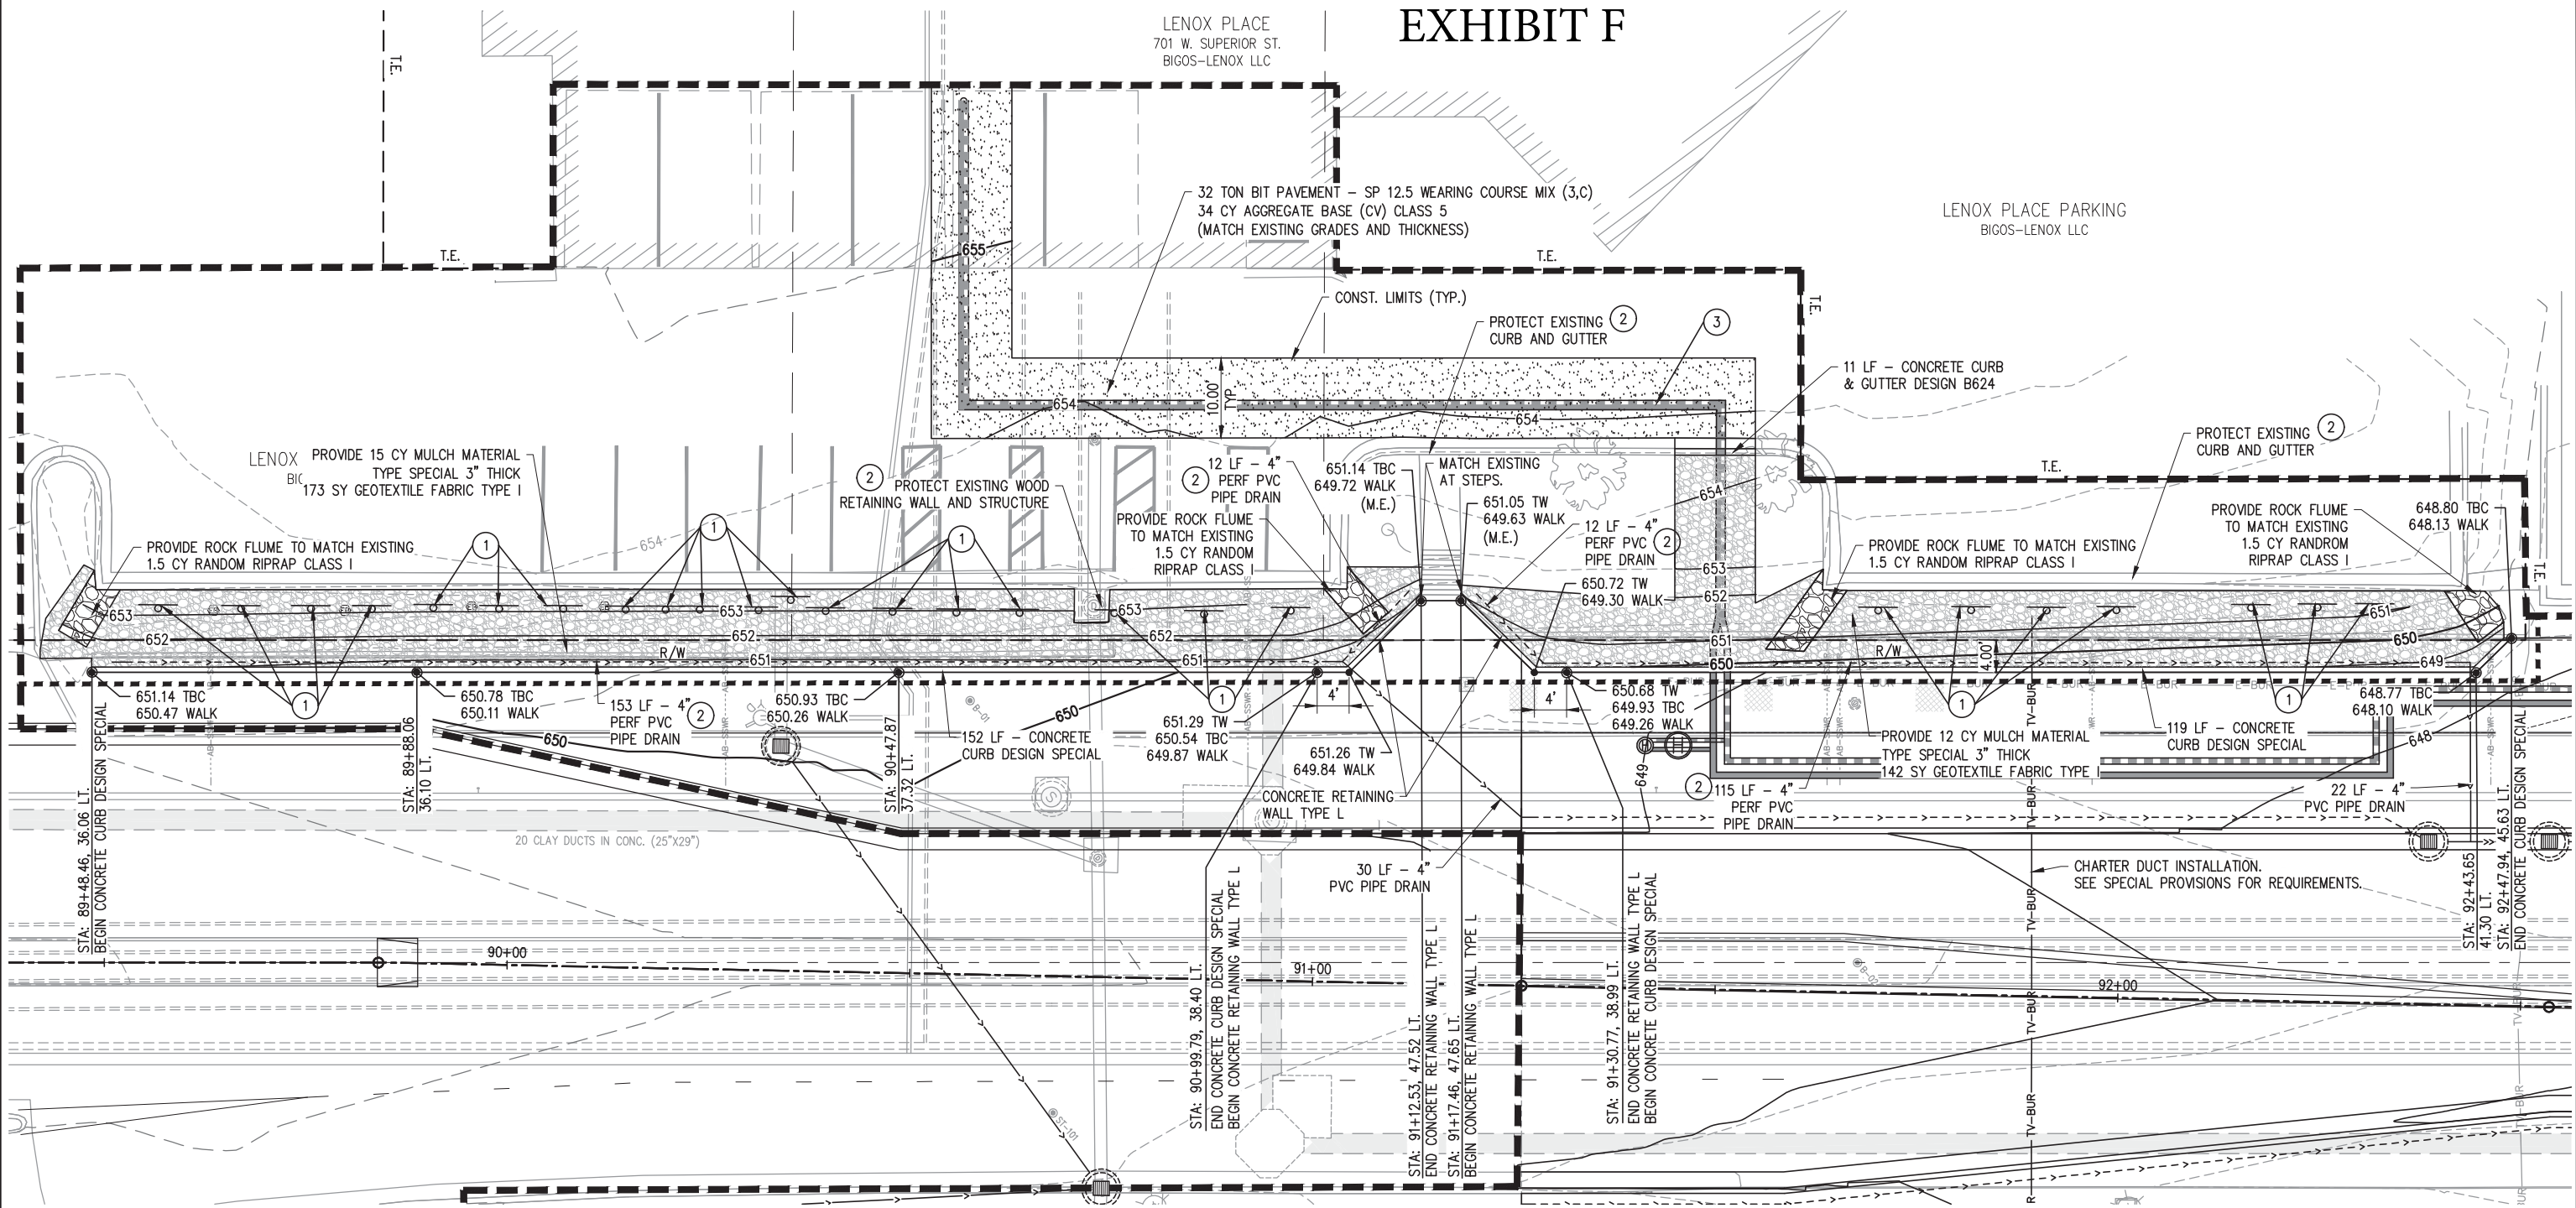 EXHIBIT F
LENOX PLACE
701 W. SUPERIOR ST.
BIGOS-LENOX LLC
T.E.
T.E.
32 TON BIT PAVEMENT – SP 12.5 WEARING COURSE MIX (3,C)
34 CY AGGREGATE BASE (CV) CLASS 5
(MATCH EXISTING GRADES AND THICKNESS)
LENOX PLACE PARKING
BIGOS-LENOX LLC
655
T.E.
T.E.
CONST. LIMITS (TYP.)
PROTECT EXISTING
CURB AND GUTTER
2
3
11 LF – CONCRETE CURB
& GUTTER DESIGN B624
10.00'
TYP
654
654
PROTECT EXISTING
CURB AND GUTTER
2
T.E.
LENOX
PROVIDE 15 CY MULCH MATERIAL
TYPE SPECIAL 3" THICK
173 SY GEOTEXTILE FABRIC TYPE I
2
PROTECT EXISTING WOOD
RETAINING WALL AND STRUCTURE
2
12 LF – 4"
PERF PVC
PIPE DRAIN
651.14 TBC
649.72 WALK
(M.E.)
MATCH EXISTING
AT STEPS.
651.05 TW
649.63 WALK
(M.E.)
654
PROVIDE ROCK FLUME
TO MATCH EXISTING
1.5 CY RANDOM
RIPRAP CLASS I
12 LF – 4"
PERF PVC
PIPE DRAIN
2
PROVIDE ROCK FLUME TO MATCH EXISTING
1.5 CY RANDOM RIPRAP CLASS I
PROVIDE ROCK FLUME
TO MATCH EXISTING
1.5 CY RANDROM
RIPRAP CLASS I
648.80 TBC
648.13 WALK
PROVIDE ROCK FLUME TO MATCH EXISTING
1.5 CY RANDOM RIPRAP CLASS I
1
1
1
654
650.72 TW
649.30 WALK
653
652
T.E.
653
653
653
652
652
652
651
R/W
651
651
651
650
R/W
4.00'
651
650
649
651.14 TBC
650.47 WALK
1
650.78 TBC
650.11 WALK
153 LF – 4"
PERF PVC
PIPE DRAIN
2
650.93 TBC
650.26 WALK
B-01
650
650
152 LF – CONCRETE
CURB DESIGN SPECIAL
1
651.29 TW
650.54 TBC
649.87 WALK
4'
651.26 TW
649.84 WALK
4'
650.68 TW
649.93 TBC
649.26 WALK
1
1
648.77 TBC
648.10 WALK
PROVIDE 12 CY MULCH MATERIAL
TYPE SPECIAL 3" THICK
142 SY GEOTEXTILE FABRIC TYPE I
119 LF – CONCRETE
CURB DESIGN SPECIAL
648
649
H
2
115 LF – 4"
PERF PVC
PIPE DRAIN
22 LF – 4"
PVC PIPE DRAIN
CONCRETE RETAINING
WALL TYPE L
30 LF – 4"
PVC PIPE DRAIN
20 CLAY DUCTS IN CONC. (25"X29")
CHARTER DUCT INSTALLATION.
SEE SPECIAL PROVISIONS FOR REQUIREMENTS.
STA: 89+48.46, 36.06 LT.
BEGIN CONCRETE CURB DESIGN SPECIAL
STA: 89+88.06
36.10 LT.
STA: 90+47.87
37.32 LT.
STA: 90+99.79, 38.40 LT.
END CONCRETE CURB DESIGN SPECIAL
BEGIN CONCRETE RETAINING WALL TYPE L
STA: 91+12.53, 47.52 LT.
END CONCRETE RETAINING WALL TYPE L
STA: 91+17.46, 47.65 LT.
BEGIN CONCRETE RETAINING WALL TYPE L
STA: 91+30.77, 38.99 LT.
END CONCRETE RETAINING WALL TYPE L
BEGIN CONCRETE CURB DESIGN SPECIAL
STA: 92+43.65
41.30 LT.
STA: 92+47.94, 45.63 LT.
END CONCRETE CURB DESIGN SPECIAL
90+00
91+00
92+00
TV-BUR
TV-BUR
TV-BUR
TV-BUR
ST-101